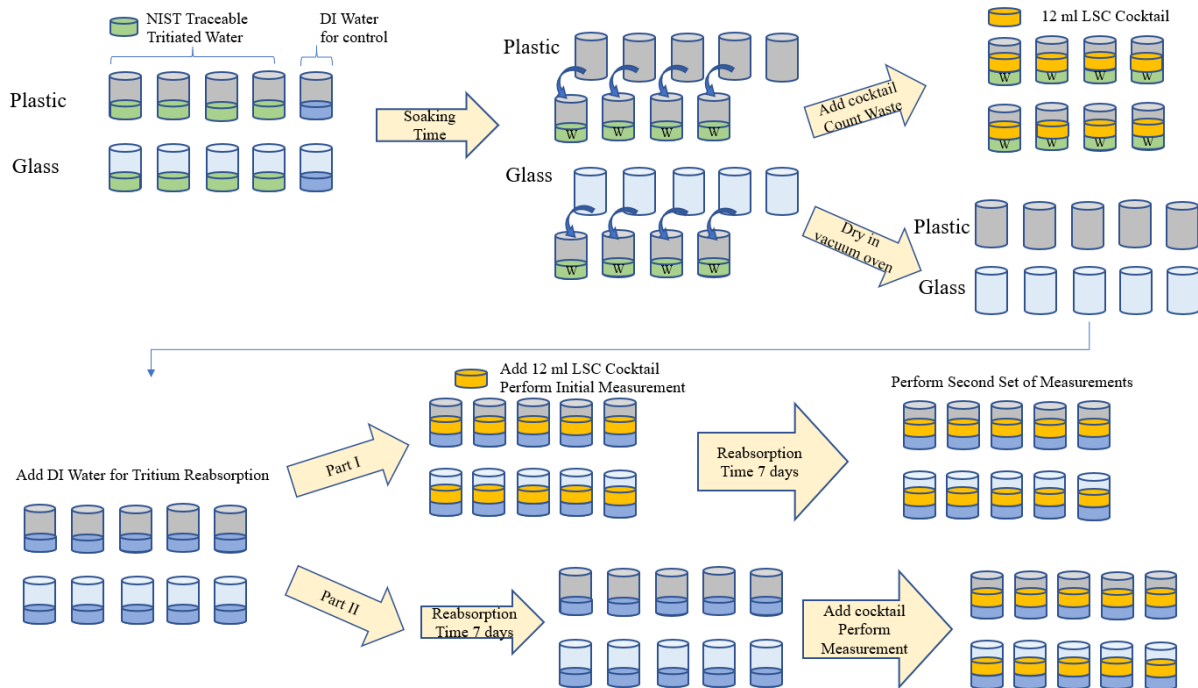 NIST Traceable
Tritiated Water
DI Water
for control
Plastic
Glass
Soaking
Time
Plastic
W W W W
Glass
W W W W
Add cocktail
Count Waste
12 ml LSC Cocktail
W W W W
W W W W
Dry in
vacuum oven
Plastic
Glass
Add DI Water for Tritium Reabsorption
Part I
Add 12 ml LSC Cocktail
Perform Initial Measurement
Reabsorption
Time 7 days
Perform Second Set of Measurements
Part II
Reabsorption
Time 7 days
Add cocktail
Perform
Measurement